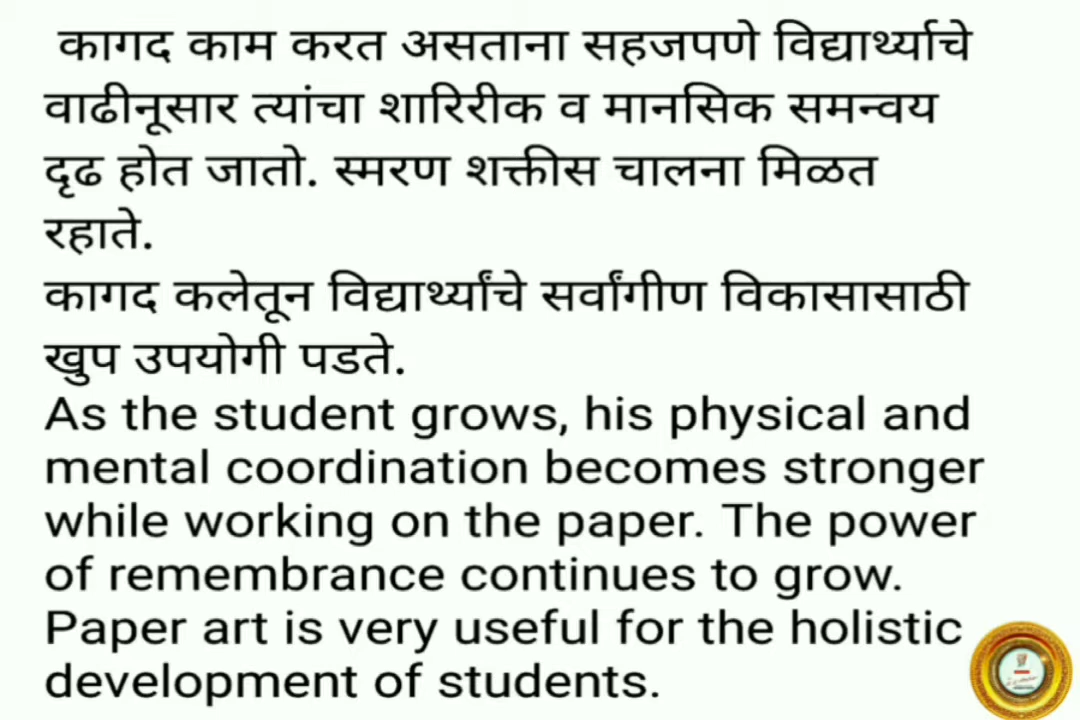 कागद काम करत असताना सहजपणे विद्यार्थ्याचे
वाढीनूसार त्यांचा शारिरीक व मानसिक समन्वय
दृढ होत जातो. स्मरण शक्तीस चालना मिळत
रहाते.
कागद कलेतून विद्यार्थ्यांचे सर्वांगीण विकासासाठी
खुप उपयोगी पडते.
As the student grows, his physical and
mental coordination becomes stronger
while working on the paper. The power
of remembrance continues to grow.
Paper art is very useful for the holistic
development of students.